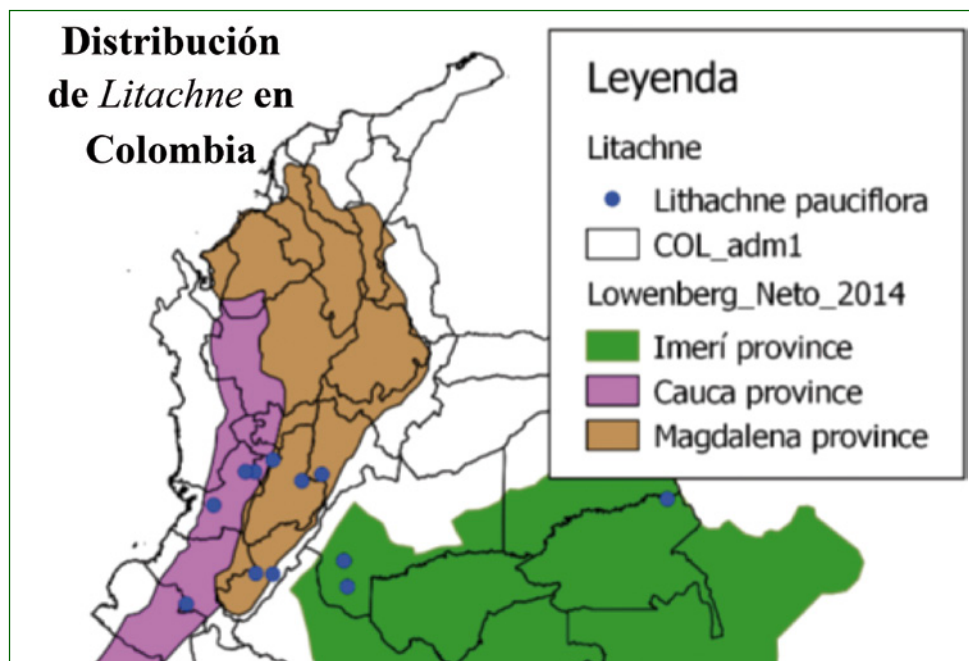 Distribución
de Litachne en
Colombia
Leyenda
Litachne
Lithachne pauciflora
COL_adm1
Lowenberg_Neto_2014
Imerí province
Cauca province
Magdalena province